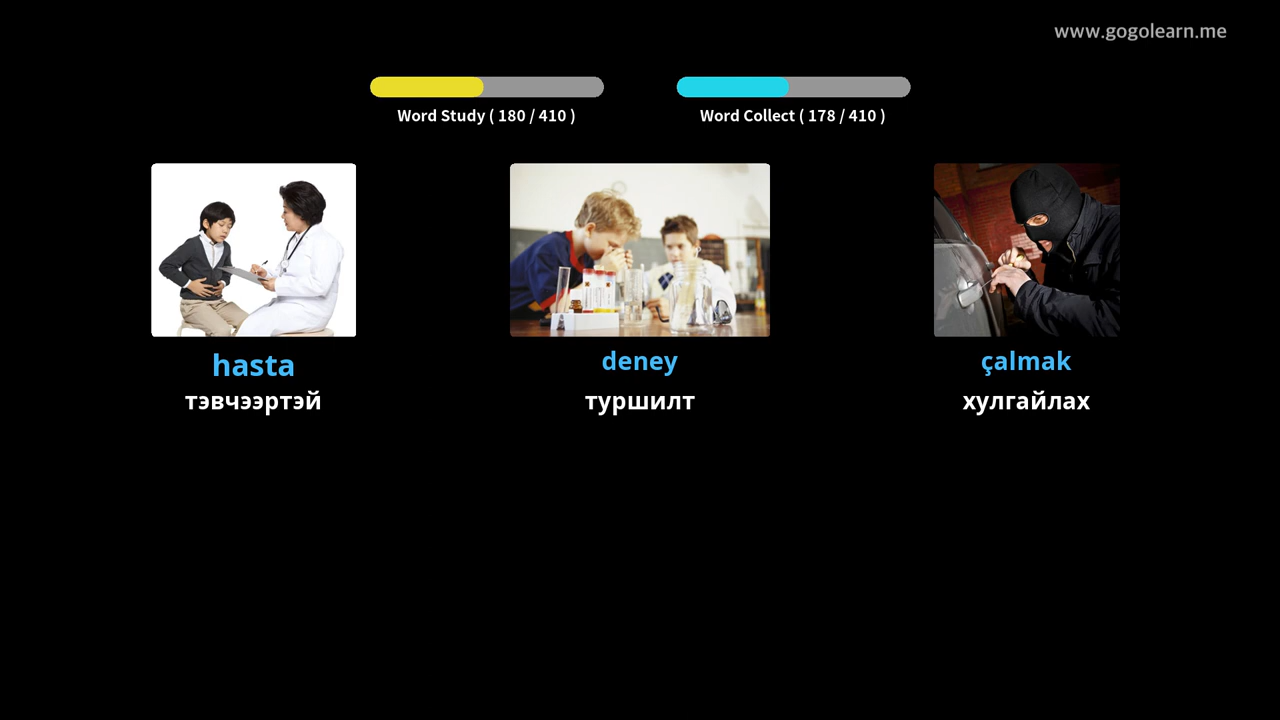 www.gogolearn.me
Word Study ( 180 / 410 )
Word Collect ( 178 / 410 )
hasta
тэвчээртэй
deney
туршилт
çalmak
хулгайлах